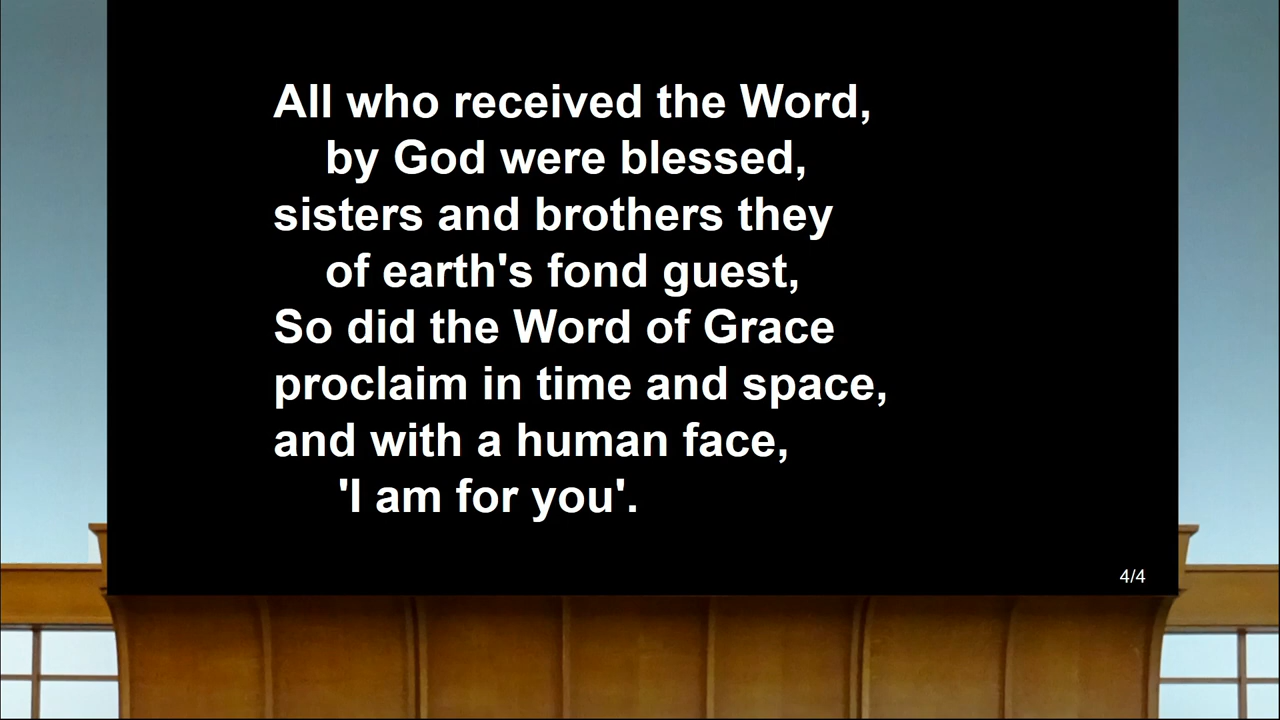 All who received the Word,
by God were blessed,
sisters and brothers they
of earth's fond guest,
So did the Word of Grace
proclaim in time and space,
and with a human face,
'I am for you'.
4/4